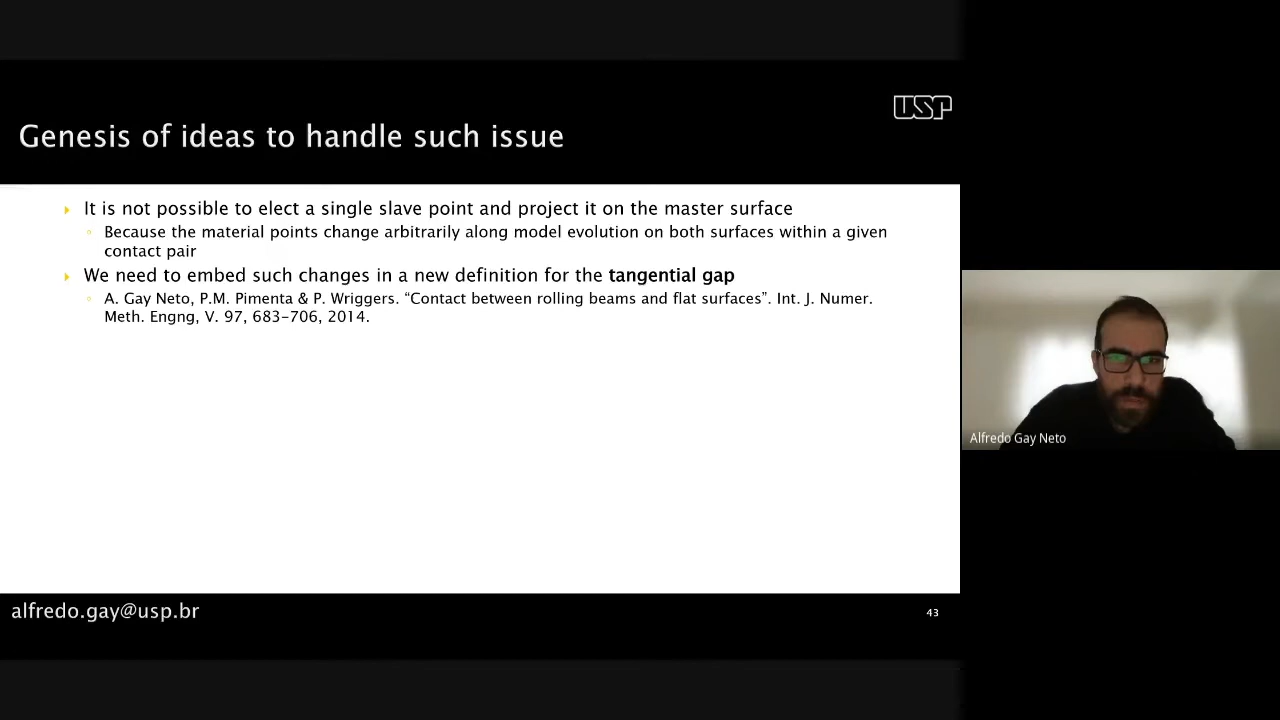 USP
Genesis of ideas to handle such issue
It is not possible to elect a single slave point and project it on the master surface
Because the material points change arbitrarily along model evolution on both surfaces within a given
contact pair
We need to embed such changes in a new definition for the tangential gap
A. Gay Neto, P.M. Pimenta & P. Wriggers. “Contact between rolling beams and flat surfaces”. Int. J. Numer.
Meth. Engng, V. 97, 683-706, 2014.
Alfredo Gay Neto
alfredo.gay@usp.br
43